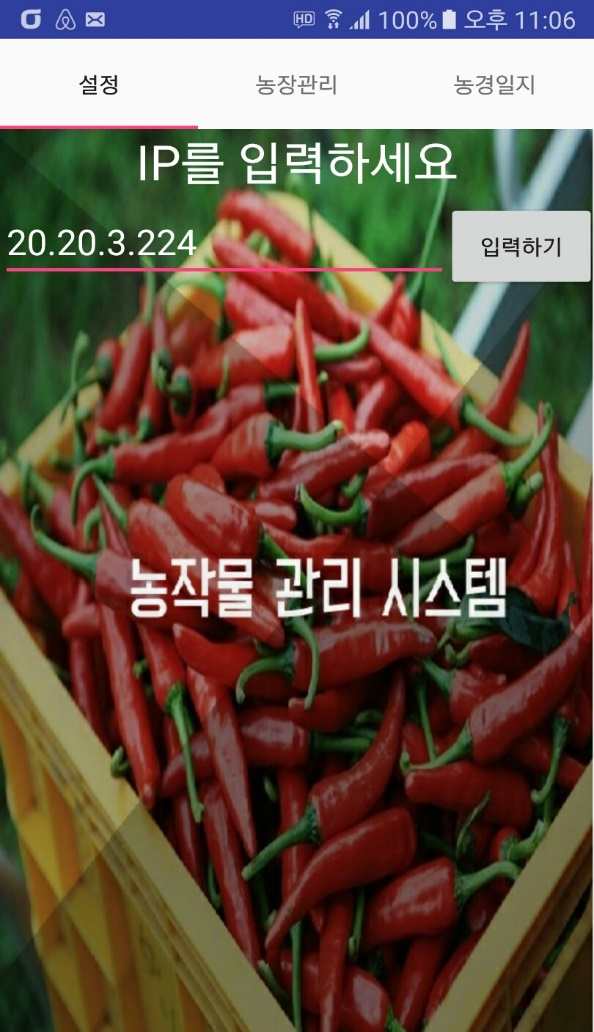 HD 100% 오후 11:06
설정 농장관리 농경일지
IP를 입력하세요
20.20.3.224 입력하기
농작물 관리 시스템